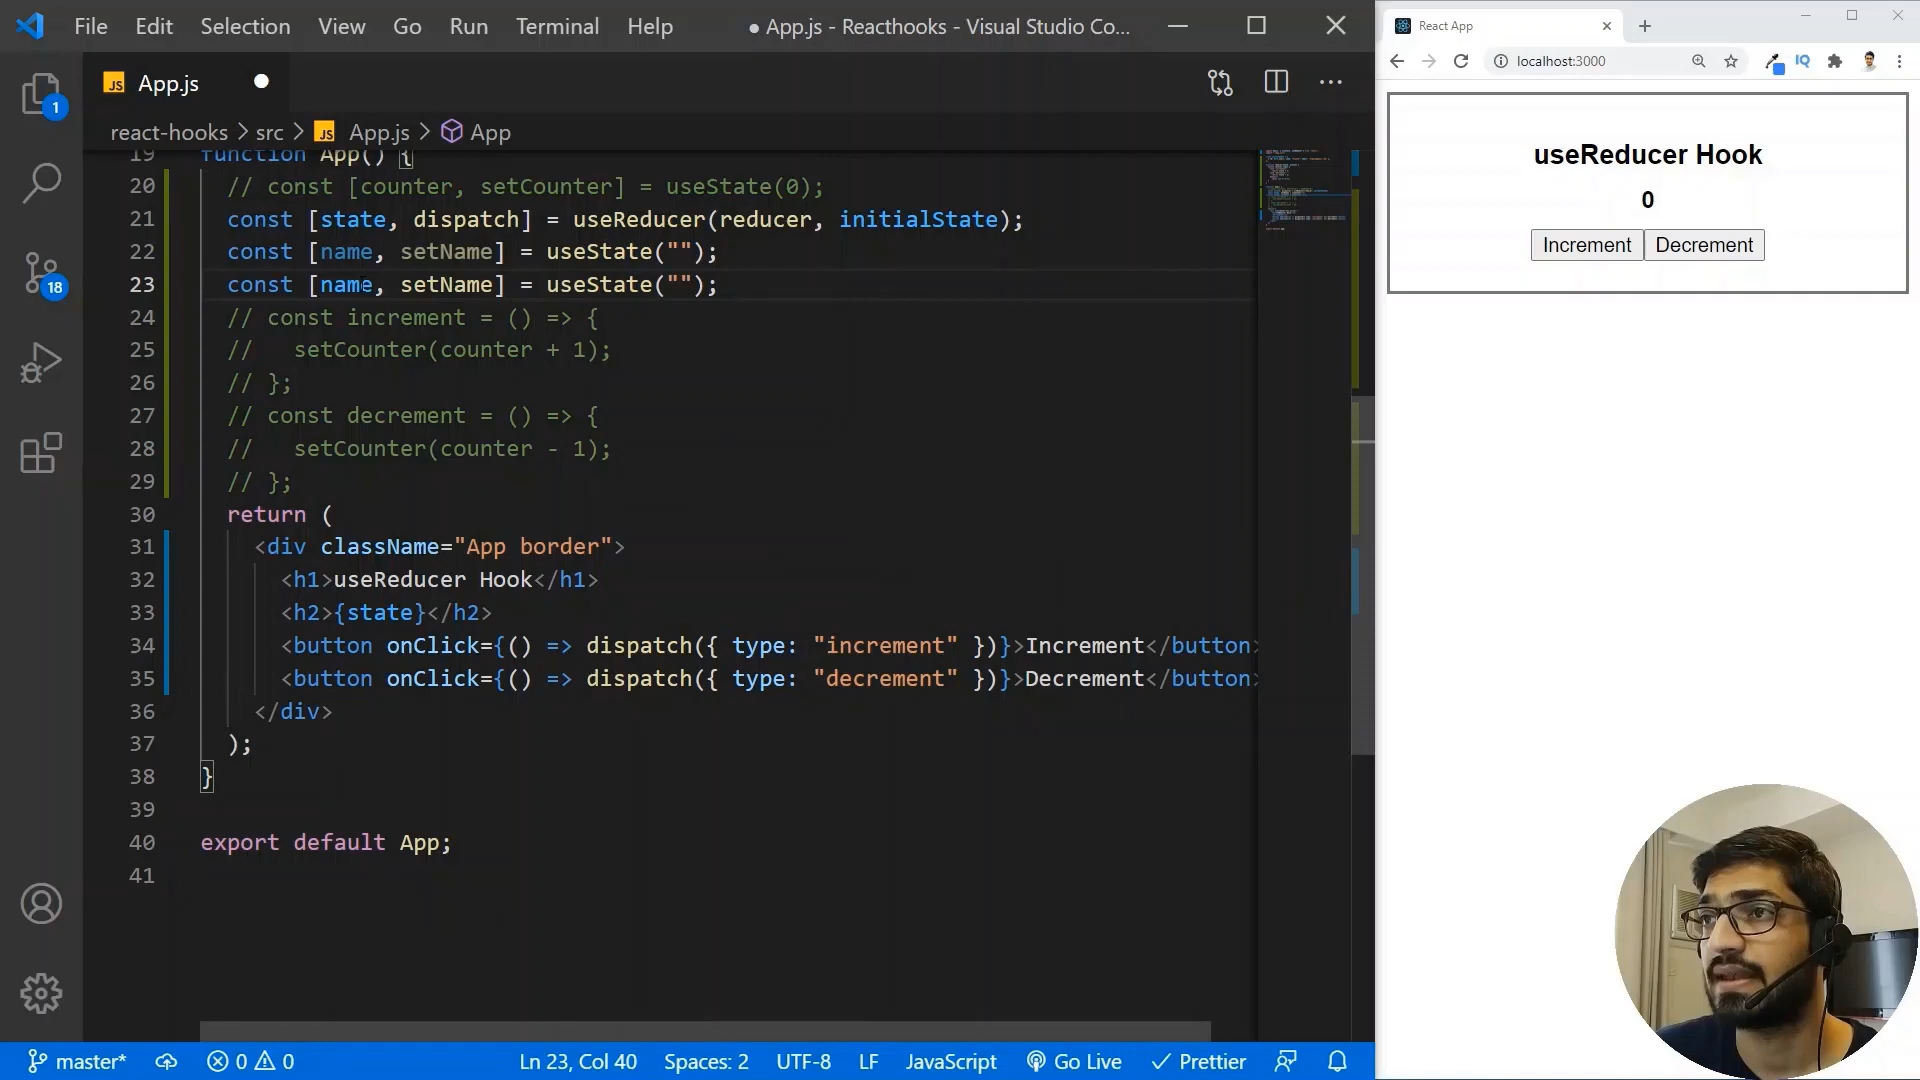 File Edit Selection View Go Run Terminal Help ● App.js - Reacthooks - Visual Studio Co...
JS App.js
react-hooks > src > JS App.js > App
1
18
19 function App() {
20 // const [counter, setCounter] = useState(0);
21 const [state, dispatch] = useReducer(reducer, initialState);
22 const [name, setName] = useState("");
23 const [name, setName] = useState("");
24 // const increment = () => {
25 //   setCounter(counter + 1);
26 // };
27 // const decrement = () => {
28 //   setCounter(counter - 1);
29 // };
30 return (
31 <div className="App border">
32 <h1>useReducer Hook</h1>
33 <h2>{state}</h2>
34 <button onClick={() => dispatch({ type: "increment" })}>Increment</button>
35 <button onClick={() => dispatch({ type: "decrement" })}>Decrement</button>
36 </div>
37 );
38 }
39
40 export default App;
41
master* 0 0 Ln 23, Col 40 Spaces: 2 UTF-8 LF JavaScript Go Live Prettier
React App
localhost:3000 IQ
useReducer Hook
0
Increment Decrement